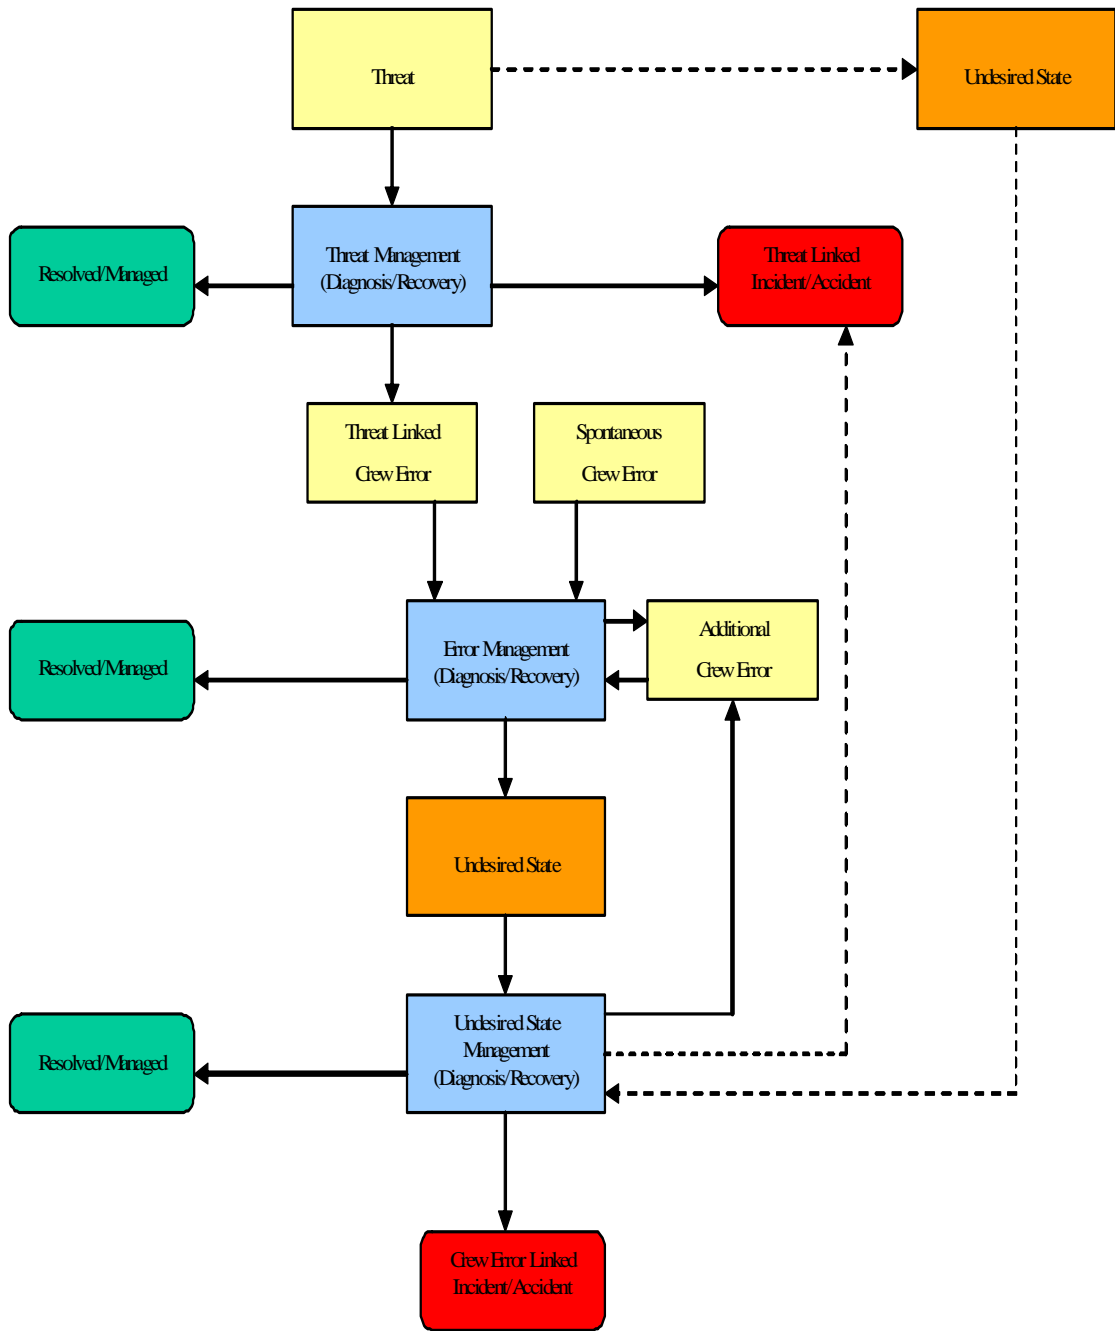 Threat
Undesired State
Resolved/Managed
Threat Management
(Diagnosis/Recovery)
Threat Linked
Incident/Accident
Threat Linked
Crew Error
Spontaneous
Crew Error
Resolved/Managed
Error Management
(Diagnosis/Recovery)
Additional
Crew Error
Undesired State
Resolved/Managed
Undesired State
Management
(Diagnosis/Recovery)
Crew Error Linked
Incident/Accident